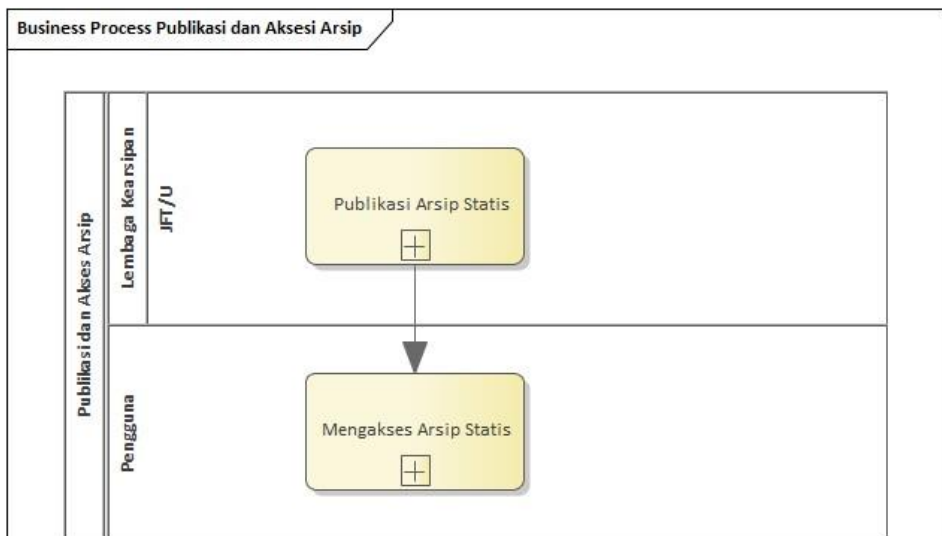 Business Process Publikasi dan Aksesi Arsip
Publikasi dan Akses Arsip
Lembaga Kearsipan
JFT/U
Publikasi Arsip Statis
Pengguna
Mengakses Arsip Statis